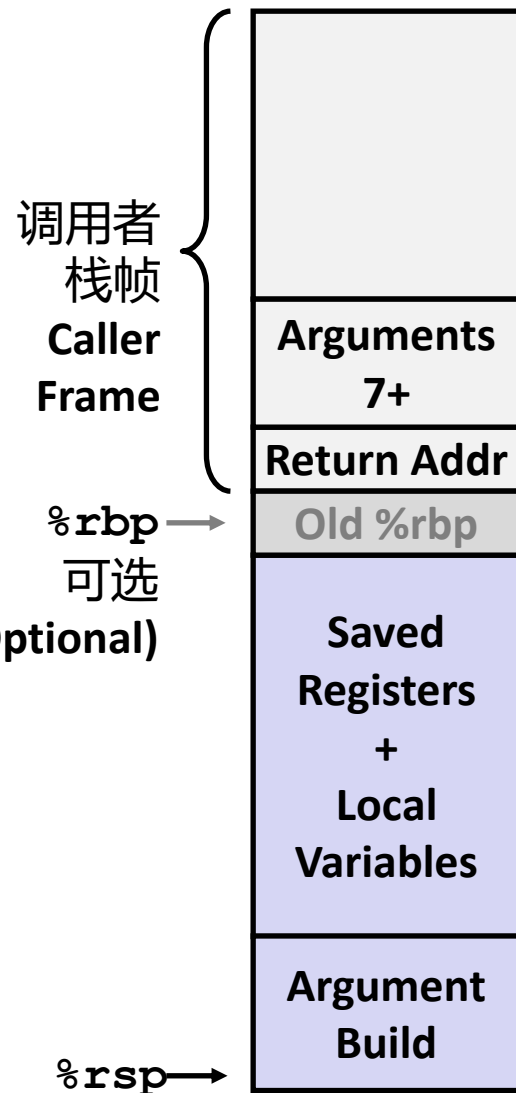 调用者
栈帧
Caller
Frame
Arguments
7+
Return Addr
%rbp
Old %rbp
可选
ptional)
Saved
Registers
+
Local
Variables
Argument
Build
%rsp